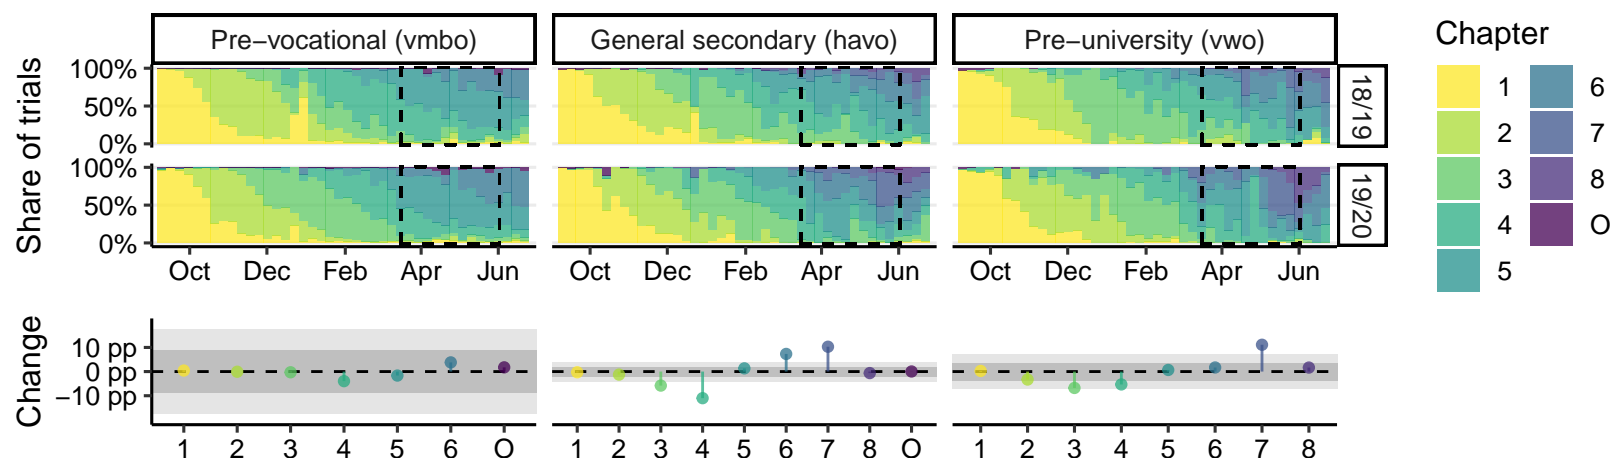 Pre−vocational (vmbo) General secondary (havo) Pre−university (vwo)
Chapter
1 6
2 7
3 8
4 O
5
Share of trials
100%
50%
0%
18/19
Share of trials
100%
50%
0%
19/20
Oct Dec Feb Apr Jun Oct Dec Feb Apr Jun Oct Dec Feb Apr Jun
Change
10 pp
0 pp
−10 pp
1 2 3 4 5 6 O 1 2 3 4 5 6 7 8 O 1 2 3 4 5 6 7 8